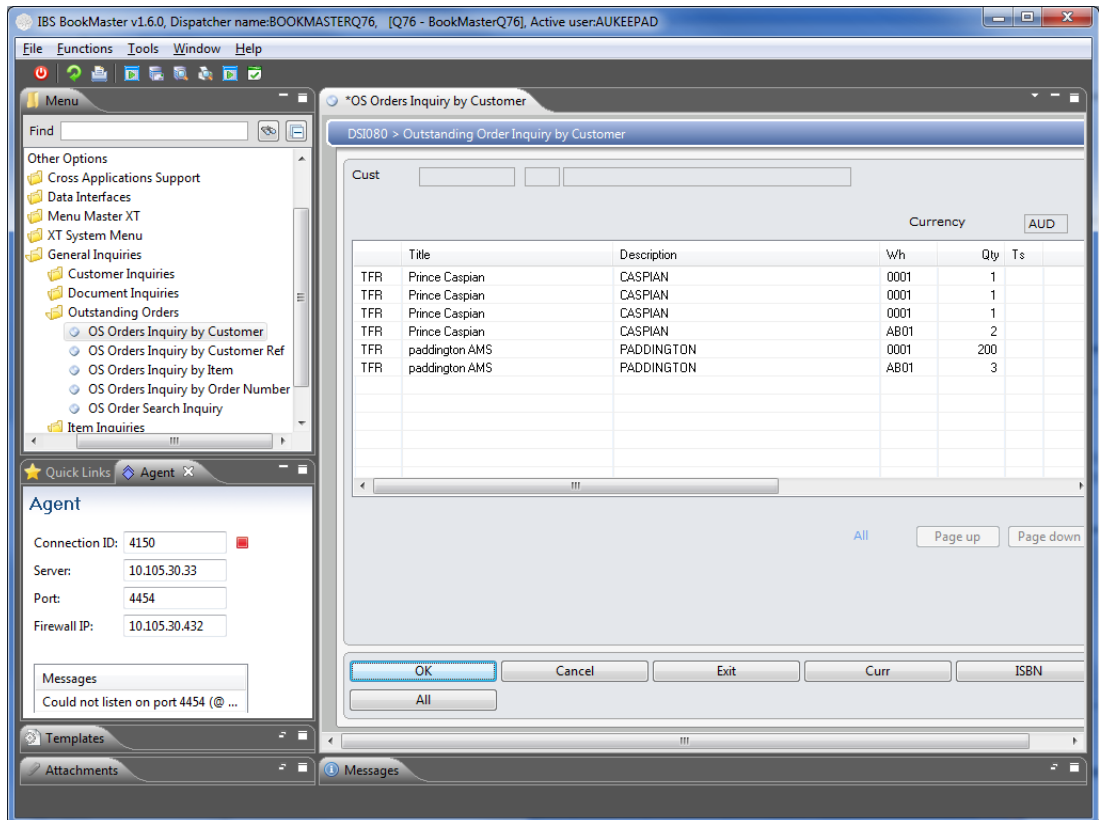 IBS BookMaster v1.6.0, Dispatcher name:BOOKMASTERQ76, [Q76 - BookMasterQ76], Active user:AUKEEPAD
File Functions Tools Window Help
Menu
Find
Other Options
Cross Applications Support
Data Interfaces
Menu Master XT
XT System Menu
General Inquiries
Customer Inquiries
Document Inquiries
Outstanding Orders
OS Orders Inquiry by Customer
OS Orders Inquiry by Customer Ref
OS Orders Inquiry by Item
OS Orders Inquiry by Order Number
OS Order Search Inquiry
Item Inquiries
Quick Links Agent
Agent
Connection ID: 4150
Server: 10.105.30.33
Port: 4454
Firewall IP: 10.105.30.432
Messages
Could not listen on port 4454 (@ ...
Templates
Attachments
*OS Orders Inquiry by Customer
DSI080 > Outstanding Order Inquiry by Customer
Cust
Currency AUD
Title Description Wh Qty Ts
TFR Prince Caspian CASPIAN 0001 1
TFR Prince Caspian CASPIAN 0001 1
TFR Prince Caspian CASPIAN 0001 1
TFR Prince Caspian CASPIAN AB01 2
TFR paddington AMS PADDINGTON 0001 200
TFR paddington AMS PADDINGTON AB01 3
All Page up Page down
OK Cancel Exit Curr ISBN
All
Messages